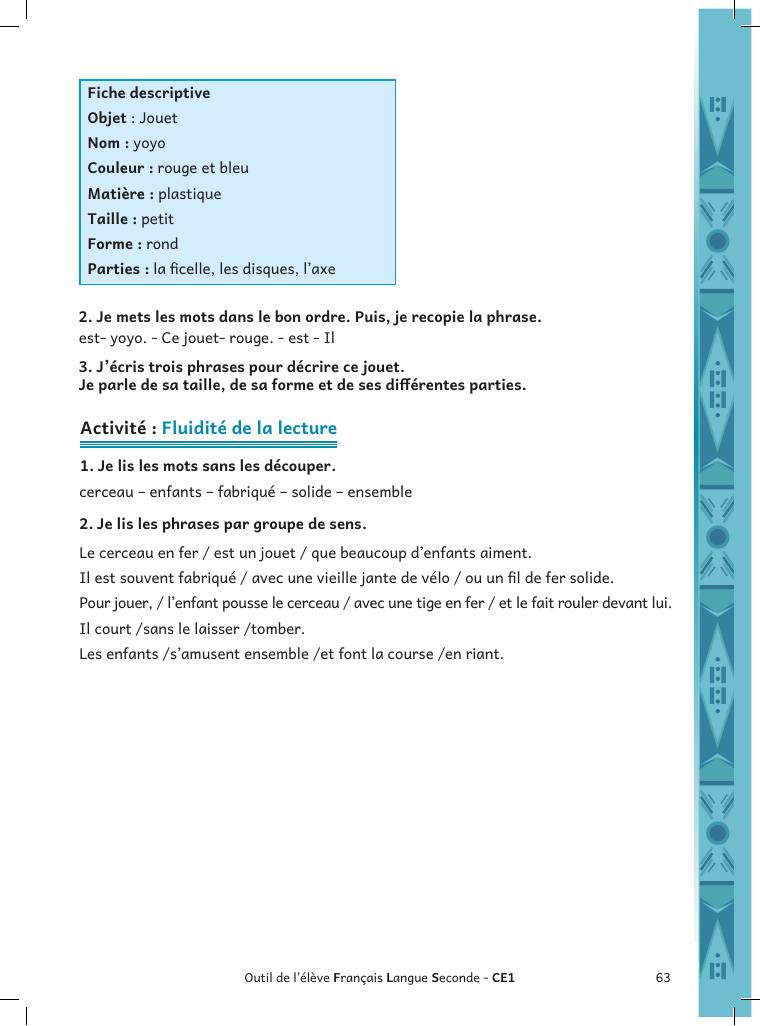 Fiche descriptive
Objet : Jouet
Nom : yoyo
Couleur : rouge et bleu
Matière : plastique
Taille : petit
Forme : rond
Parties : la ficelle, les disques, l'axe
2. Je mets les mots dans le bon ordre. Puis, je recopie la phrase.
est- yoyo. - Ce jouet- rouge. - est - Il
3. J'écris trois phrases pour décrire ce jouet.
Je parle de sa taille, de sa forme et de ses différentes parties.
Activité : Fluidité de la lecture
1. Je lis les mots sans les découper.
cerceau – enfants – fabriqué – solide – ensemble
2. Je lis les phrases par groupe de sens.
Le cerceau en fer / est un jouet / que beaucoup d'enfants aiment.
Il est souvent fabriqué / avec une vieille jante de vélo / ou un fil de fer solide.
Pour jouer, / l'enfant pousse le cerceau / avec une tige en fer / et le fait rouler devant lui.
Il court /sans le laisser /tomber.
Les enfants /s'amusent ensemble /et font la course /en riant.
Outil de l'élève Français Langue Seconde - CE1
63